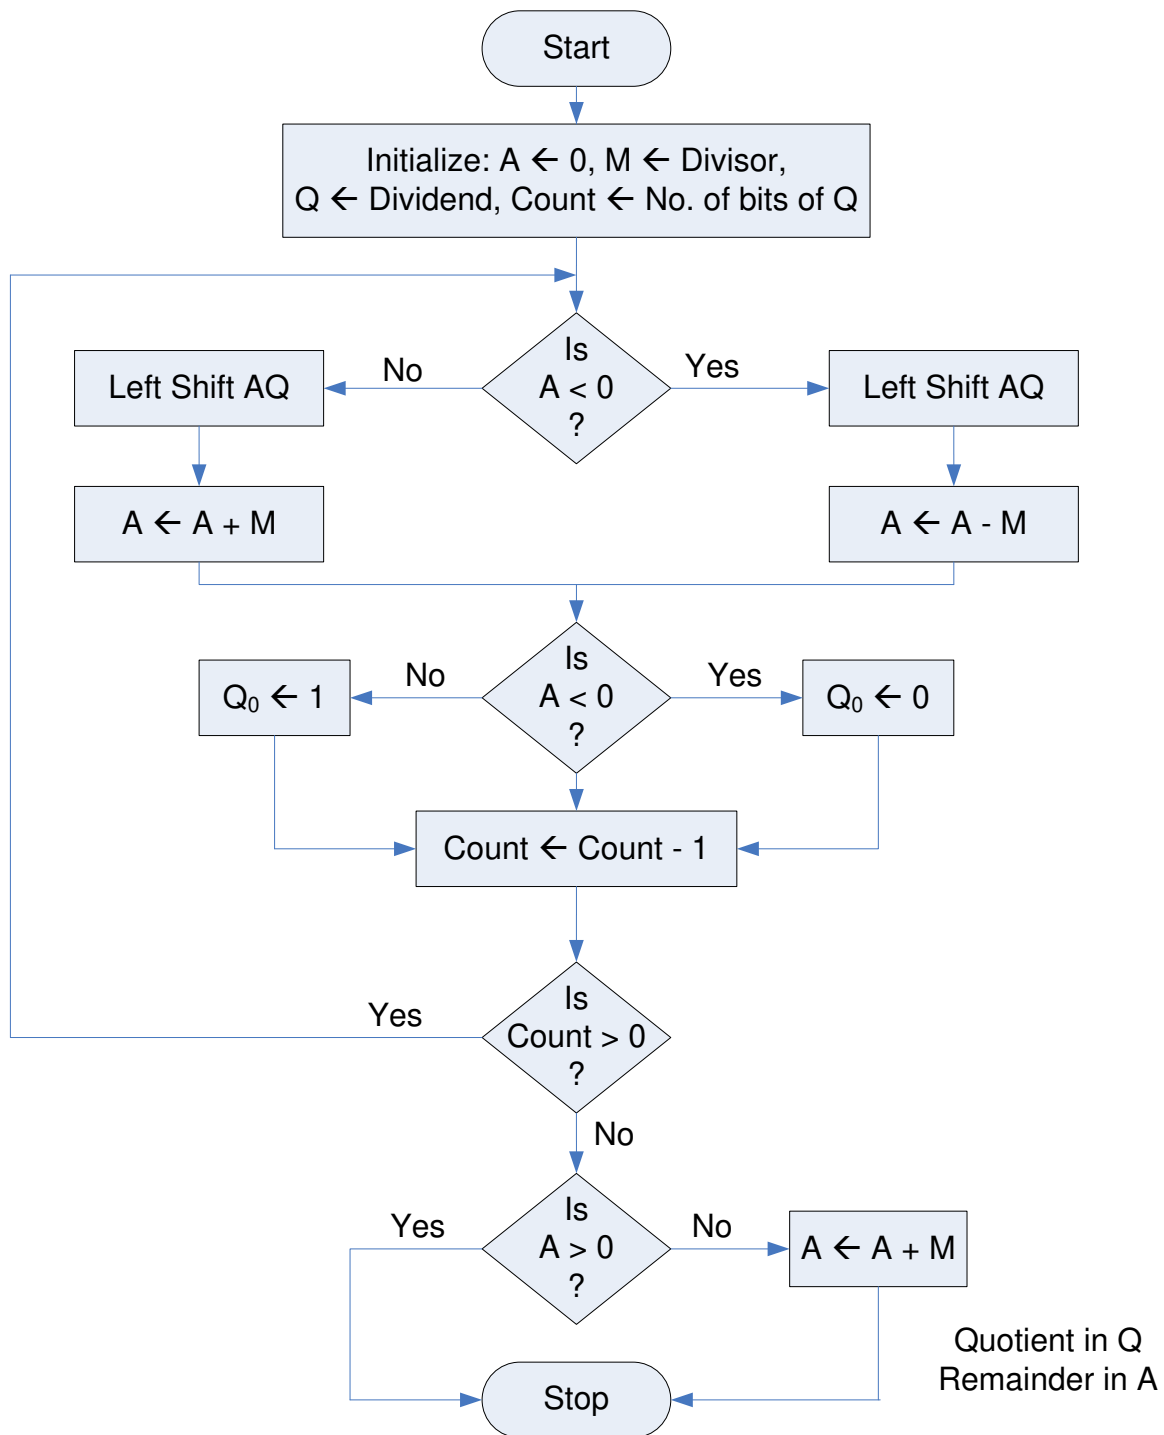 Start
Initialize: A ← 0, M ← Divisor,
Q ← Dividend, Count ← No. of bits of Q
Is
A < 0
?
No
Yes
Left Shift AQ
Left Shift AQ
A ← A + M
A ← A - M
Is
A < 0
?
No
Yes
Q₀ ← 1
Q₀ ← 0
Count ← Count - 1
Is
Count > 0
?
Yes
No
Is
A > 0
?
Yes
No
A ← A + M
Quotient in Q
Remainder in A
Stop